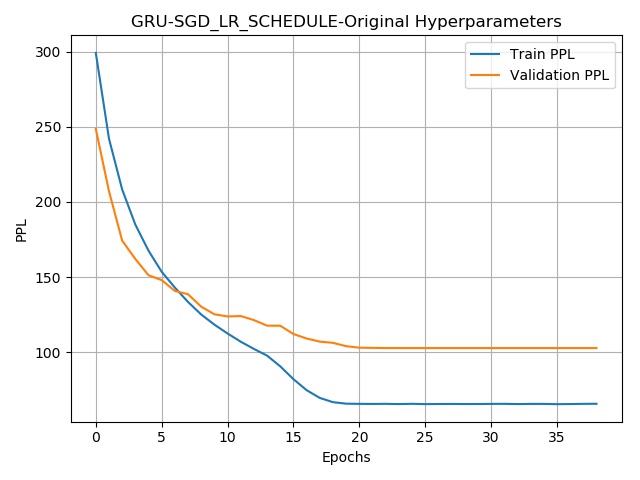 GRU-SGD_LR_SCHEDULE-Original Hyperparameters
Train PPL
Validation PPL
300
250
200
150
100
PPL
0 5 10 15 20 25 30 35
Epochs